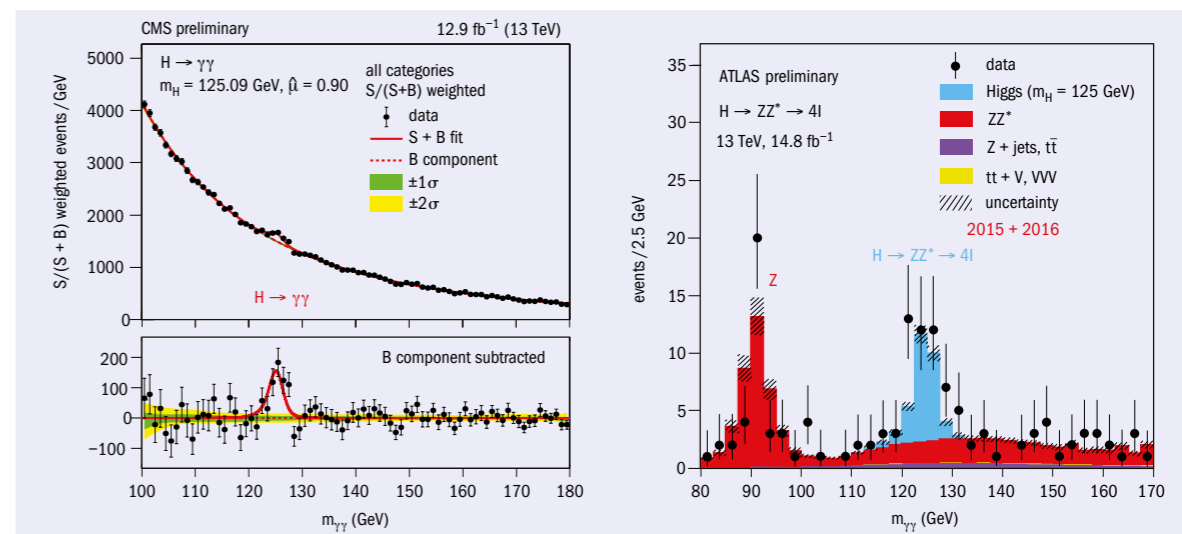 CMS preliminary 12.9 fb⁻¹ (13 TeV)
H → γγ
m_H = 125.09 GeV, μ̂ = 0.90
all categories
S/(S+B) weighted
data
S + B fit
B component
±1σ
±2σ
H → γγ
S/(S + B) weighted events/GeV
5000
4000
3000
2000
1000
0
B component subtracted
200
100
0
−100
100 110 120 130 140 150 160 170 180
m_γγ (GeV)
ATLAS preliminary
H → ZZ* → 4l
13 TeV, 14.8 fb⁻¹
data
Higgs (m_H = 125 GeV)
ZZ*
Z + jets, tt̄
tt + V, VVV
uncertainty
2015 + 2016
H → ZZ* → 4l
Z
events/2.5 GeV
35
30
25
20
15
10
5
0
80 90 100 110 120 130 140 150 160 170
m_γγ (GeV)